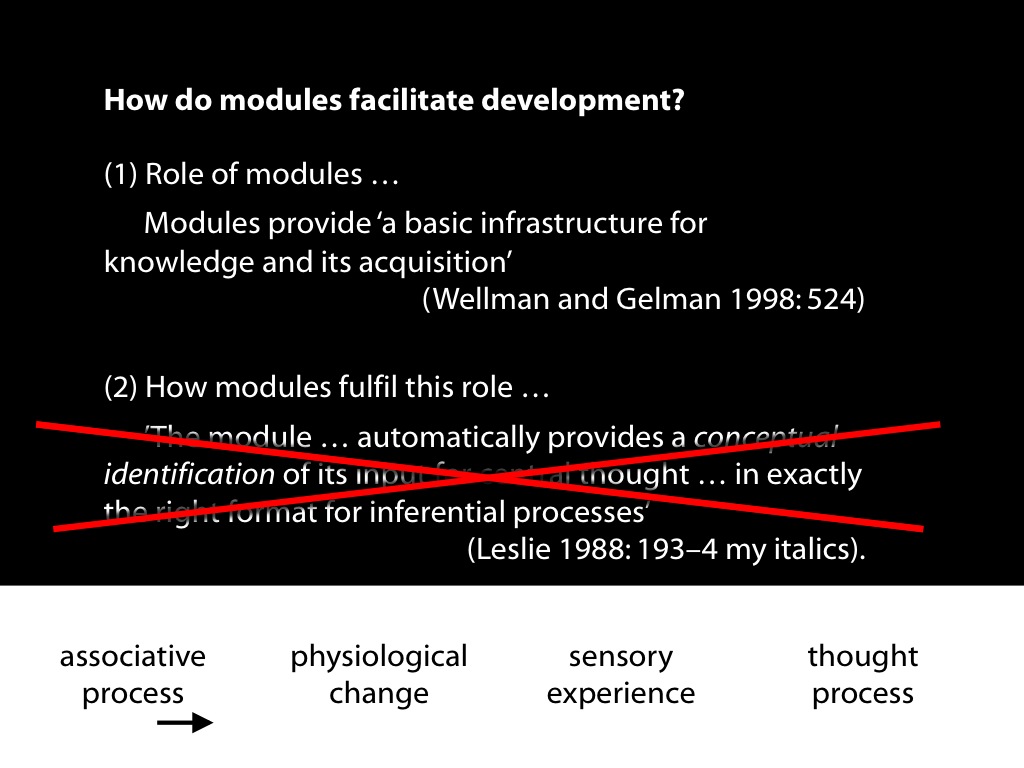 How do modules facilitate development?
(1) Role of modules …
Modules provide ‘a basic infrastructure for
knowledge and its acquisition’
(Wellman and Gelman 1998: 524)
(2) How modules fulfil this role …
‘The module … automatically provides a conceptual
identification of its input for central thought … in exactly
the right format for inferential processes’
(Leslie 1988: 193–4 my italics).
associative physiological sensory thought
process change experience process